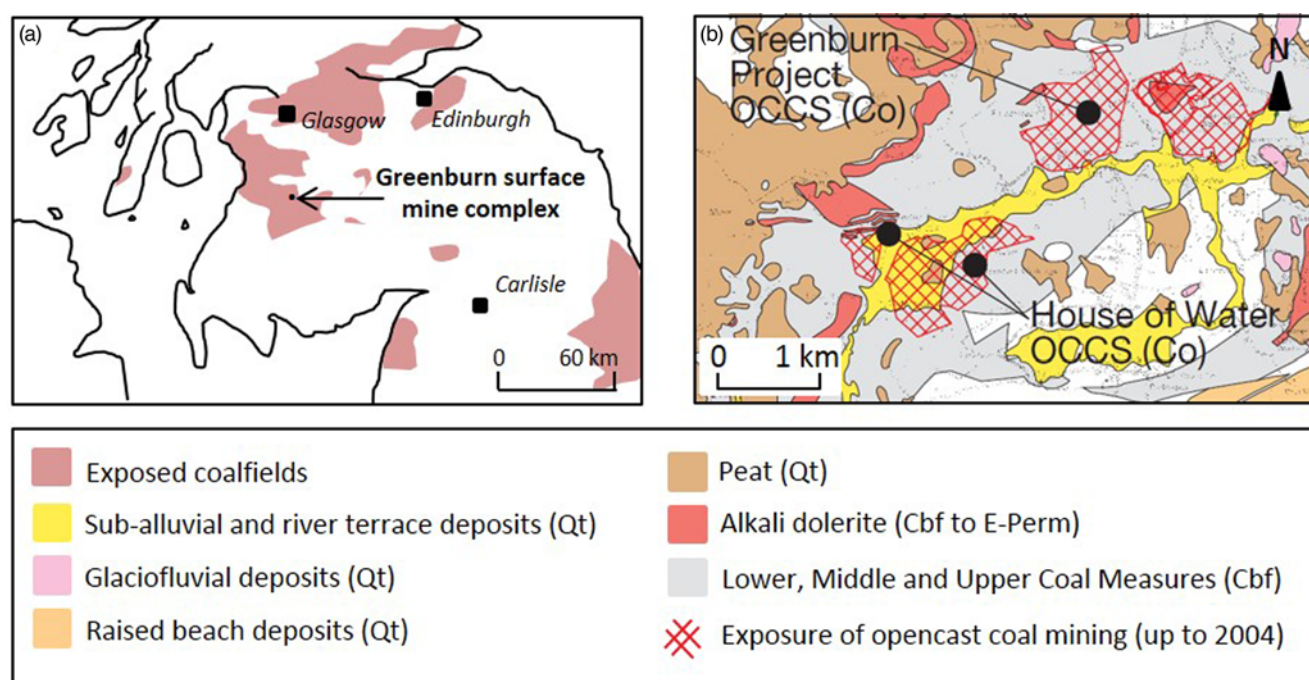 (a)
Glasgow
Edinburgh
Greenburn surface
mine complex
Carlisle
0 60 km
(b)
Greenburn
Project
OCCS (Co)
N
House of Water
OCCS (Co)
0 1 km
Exposed coalfields
Sub-alluvial and river terrace deposits (Qt)
Glaciofluvial deposits (Qt)
Raised beach deposits (Qt)
Peat (Qt)
Alkali dolerite (Cbf to E-Perm)
Lower, Middle and Upper Coal Measures (Cbf)
Exposure of opencast coal mining (up to 2004)